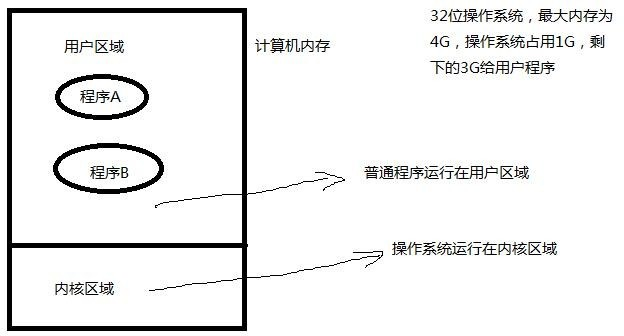 32位操作系统，最大内存为
4G，操作系统占用1G，剩
下的3G给用户程序
用户区域
计算机内存
程序A
程序B
普通程序运行在用户区域
操作系统运行在内核区域
内核区域